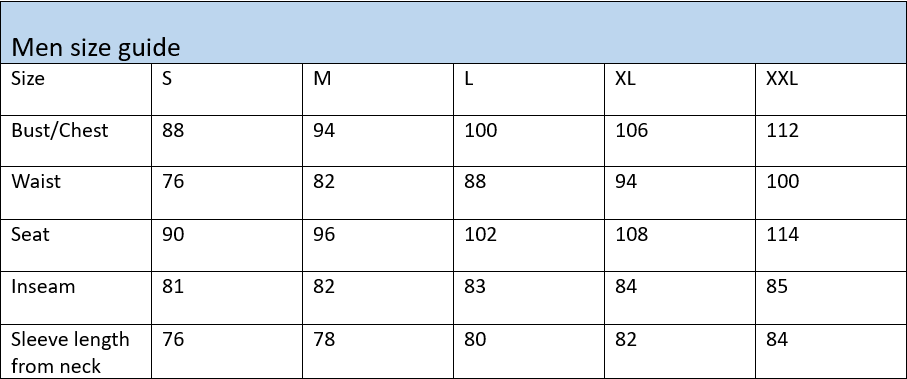 Men size guide
Size S M L XL XXL
Bust/Chest 88 94 100 106 112
Waist 76 82 88 94 100
Seat 90 96 102 108 114
Inseam 81 82 83 84 85
Sleeve length 76 78 80 82 84
from neck